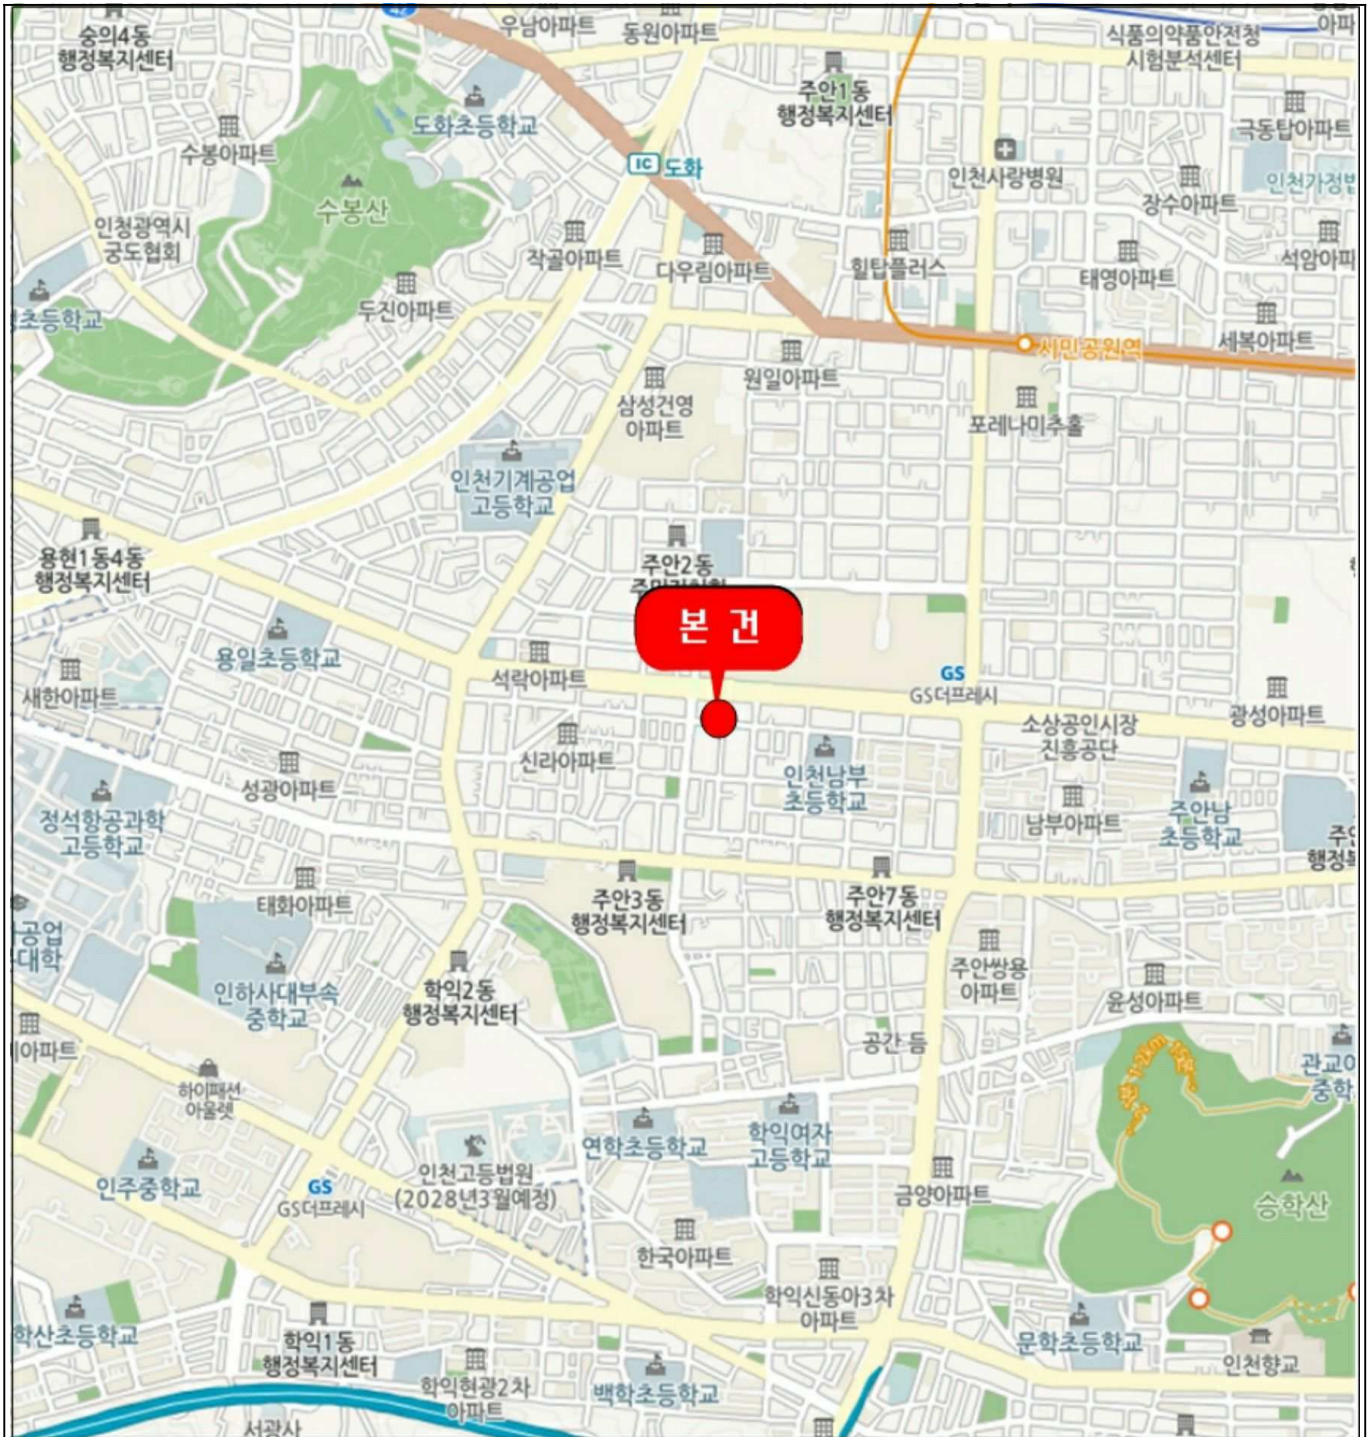 42
우남아파트
동원아파트
숭의4동
행정복지센터
식품의약품안전청
시험분석센터
주안1동
행정복지센터
도화초등학교
수봉아파트
극동탑아파트
IC 도화
인천사랑병원
장수아파트
수봉산
작골아파트
다우림아파트
힐탑플러스
태영아파트
궁도협회
두진아파트
초등학교
시민공원역
세복아파트
원일아파트
삼성건영
아파트
포레나미추홀
인천기계공업
고등학교
용현1동4동
행정복지센터
주안2동
본 건
용일초등학교
석락아파트
새한아파트
GS
GS더프레시
광성아파트
소상공인시장
진흥공단
신라아파트
인천남부
초등학교
성광아파트
정석항공과학
고등학교
남부아파트
주안남
초등학교
태화아파트
주안3동
행정복지센터
주안7동
행정복지센터
공업
대학
인하사대부속
중학교
학익2동
행정복지센터
주안쌍용
아파트
윤성아파트
아파트
공간 듬
관교
중학
하이패션
아울렛
연학초등학교
학익여자
고등학교
인주중학교
인천고등법원
(2028년3월예정)
GS
GS더프레시
금양아파트
승학산
한국아파트
학익신동아3차
아파트
학산초등학교
학익1동
행정복지센터
문학초등학교
인천향교
학익현광2차
아파트
백학초등학교
서광사